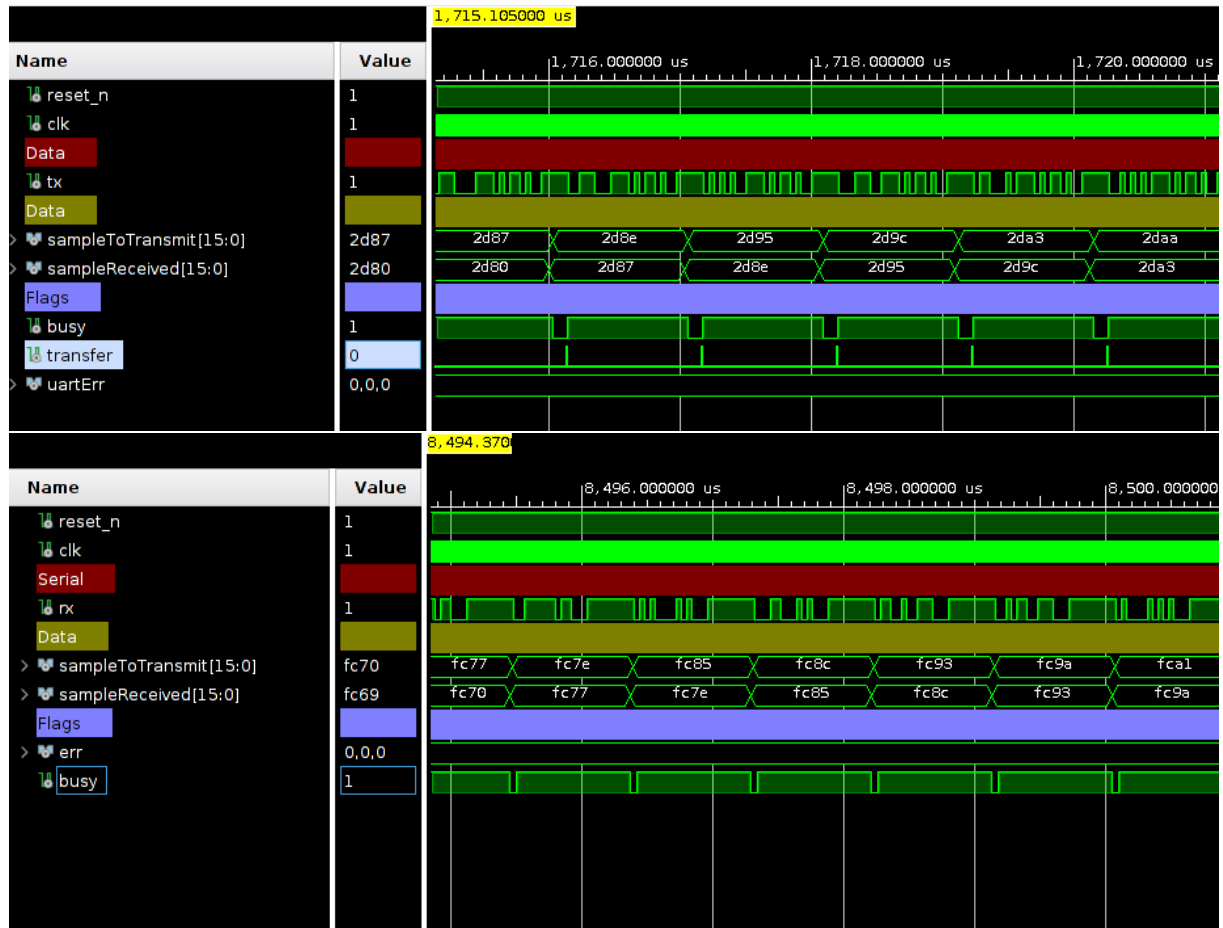 1,715.105000 us
Name Value
1,716.000000 us 1,718.000000 us 1,720.000000 us
reset_n 1
clk 1
Data
tx 1
Data
sampleToTransmit[15:0] 2d87 2d87 2d8e 2d95 2d9c 2da3 2daa
sampleReceived[15:0] 2d80 2d80 2d87 2d8e 2d95 2d9c 2da3
Flags
busy 1
transfer 0
uartErr 0,0,0
8,494.370
Name Value
8,496.000000 us 8,498.000000 us 8,500.000000
reset_n 1
clk 1
Serial
rx 1
Data
sampleToTransmit[15:0] fc70 fc77 fc7e fc85 fc8c fc93 fc9a fca1
sampleReceived[15:0] fc69 fc70 fc77 fc7e fc85 fc8c fc93 fc9a
Flags
err 0,0,0
busy 1